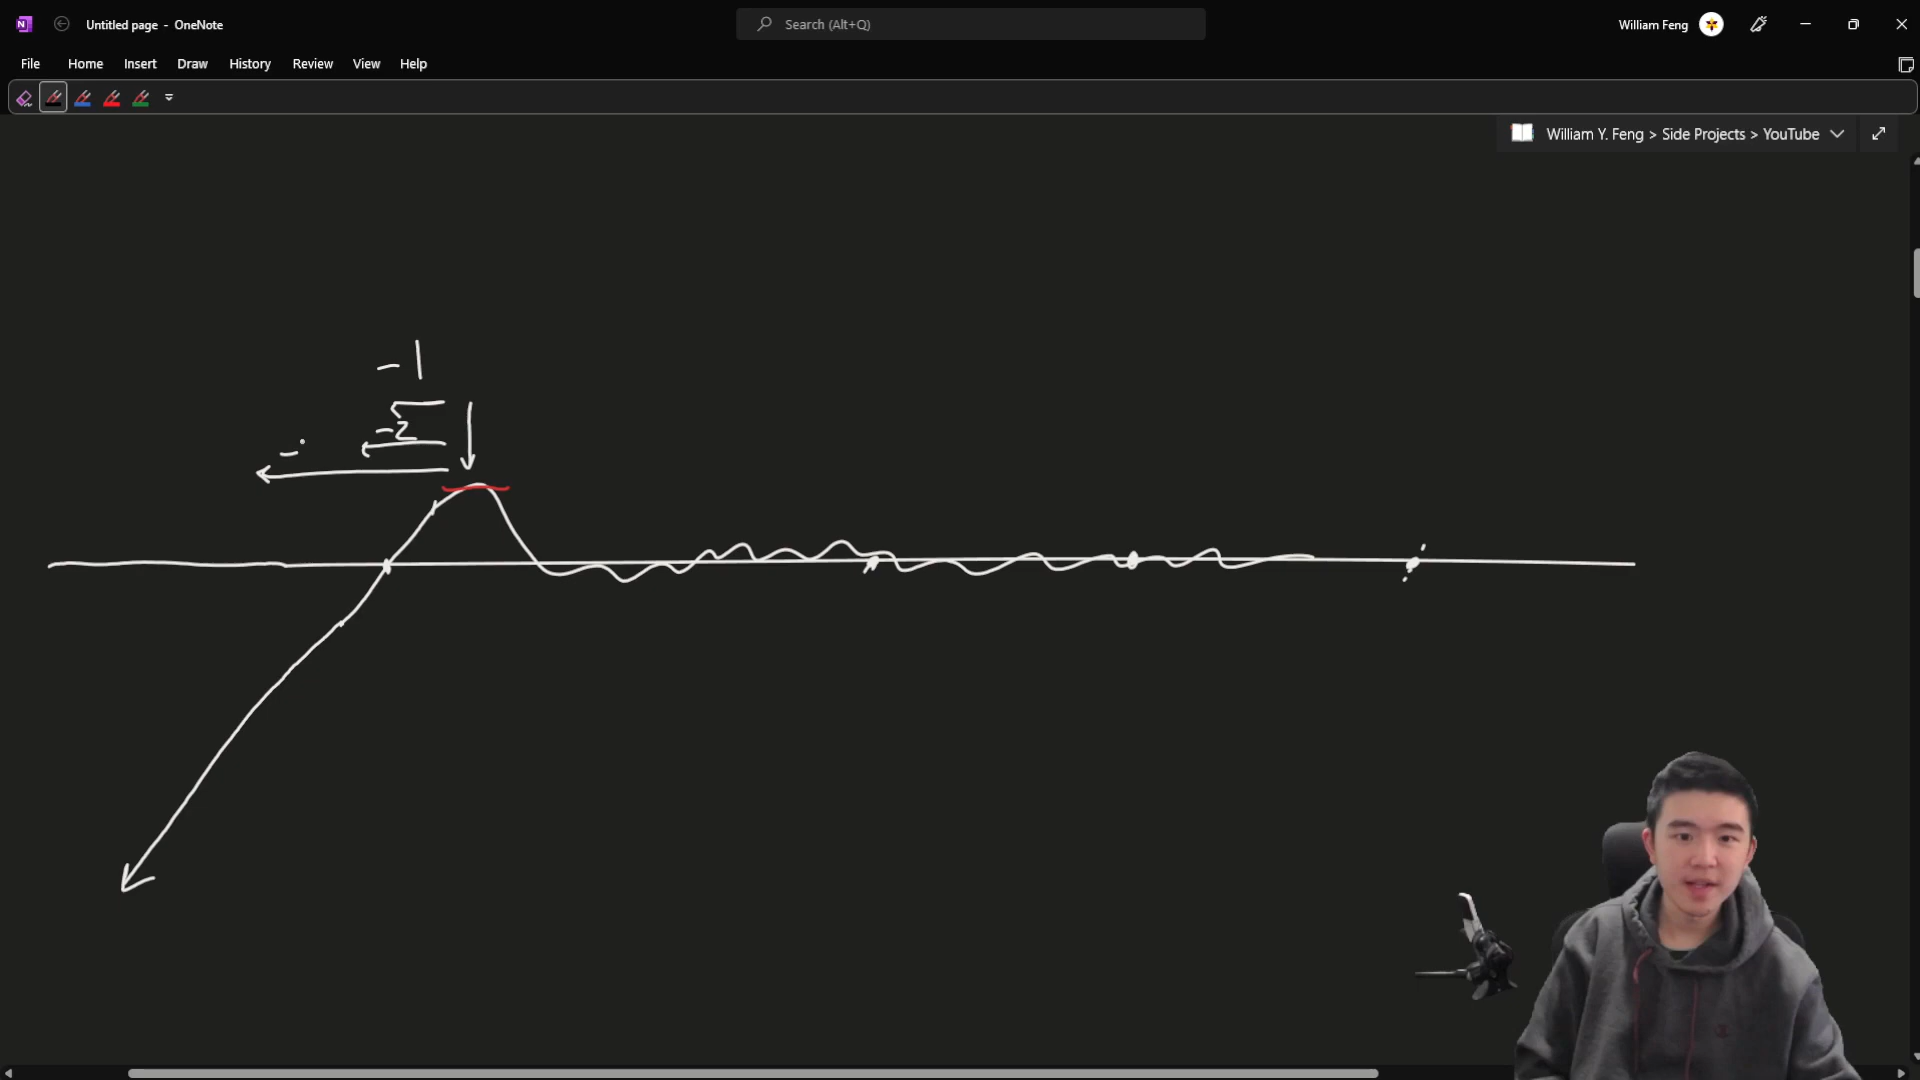 Untitled page - OneNote
Search (Alt+Q)
William Feng
File Home Insert Draw History Review View Help
William Y. Feng > Side Projects > YouTube
-1
-2
-